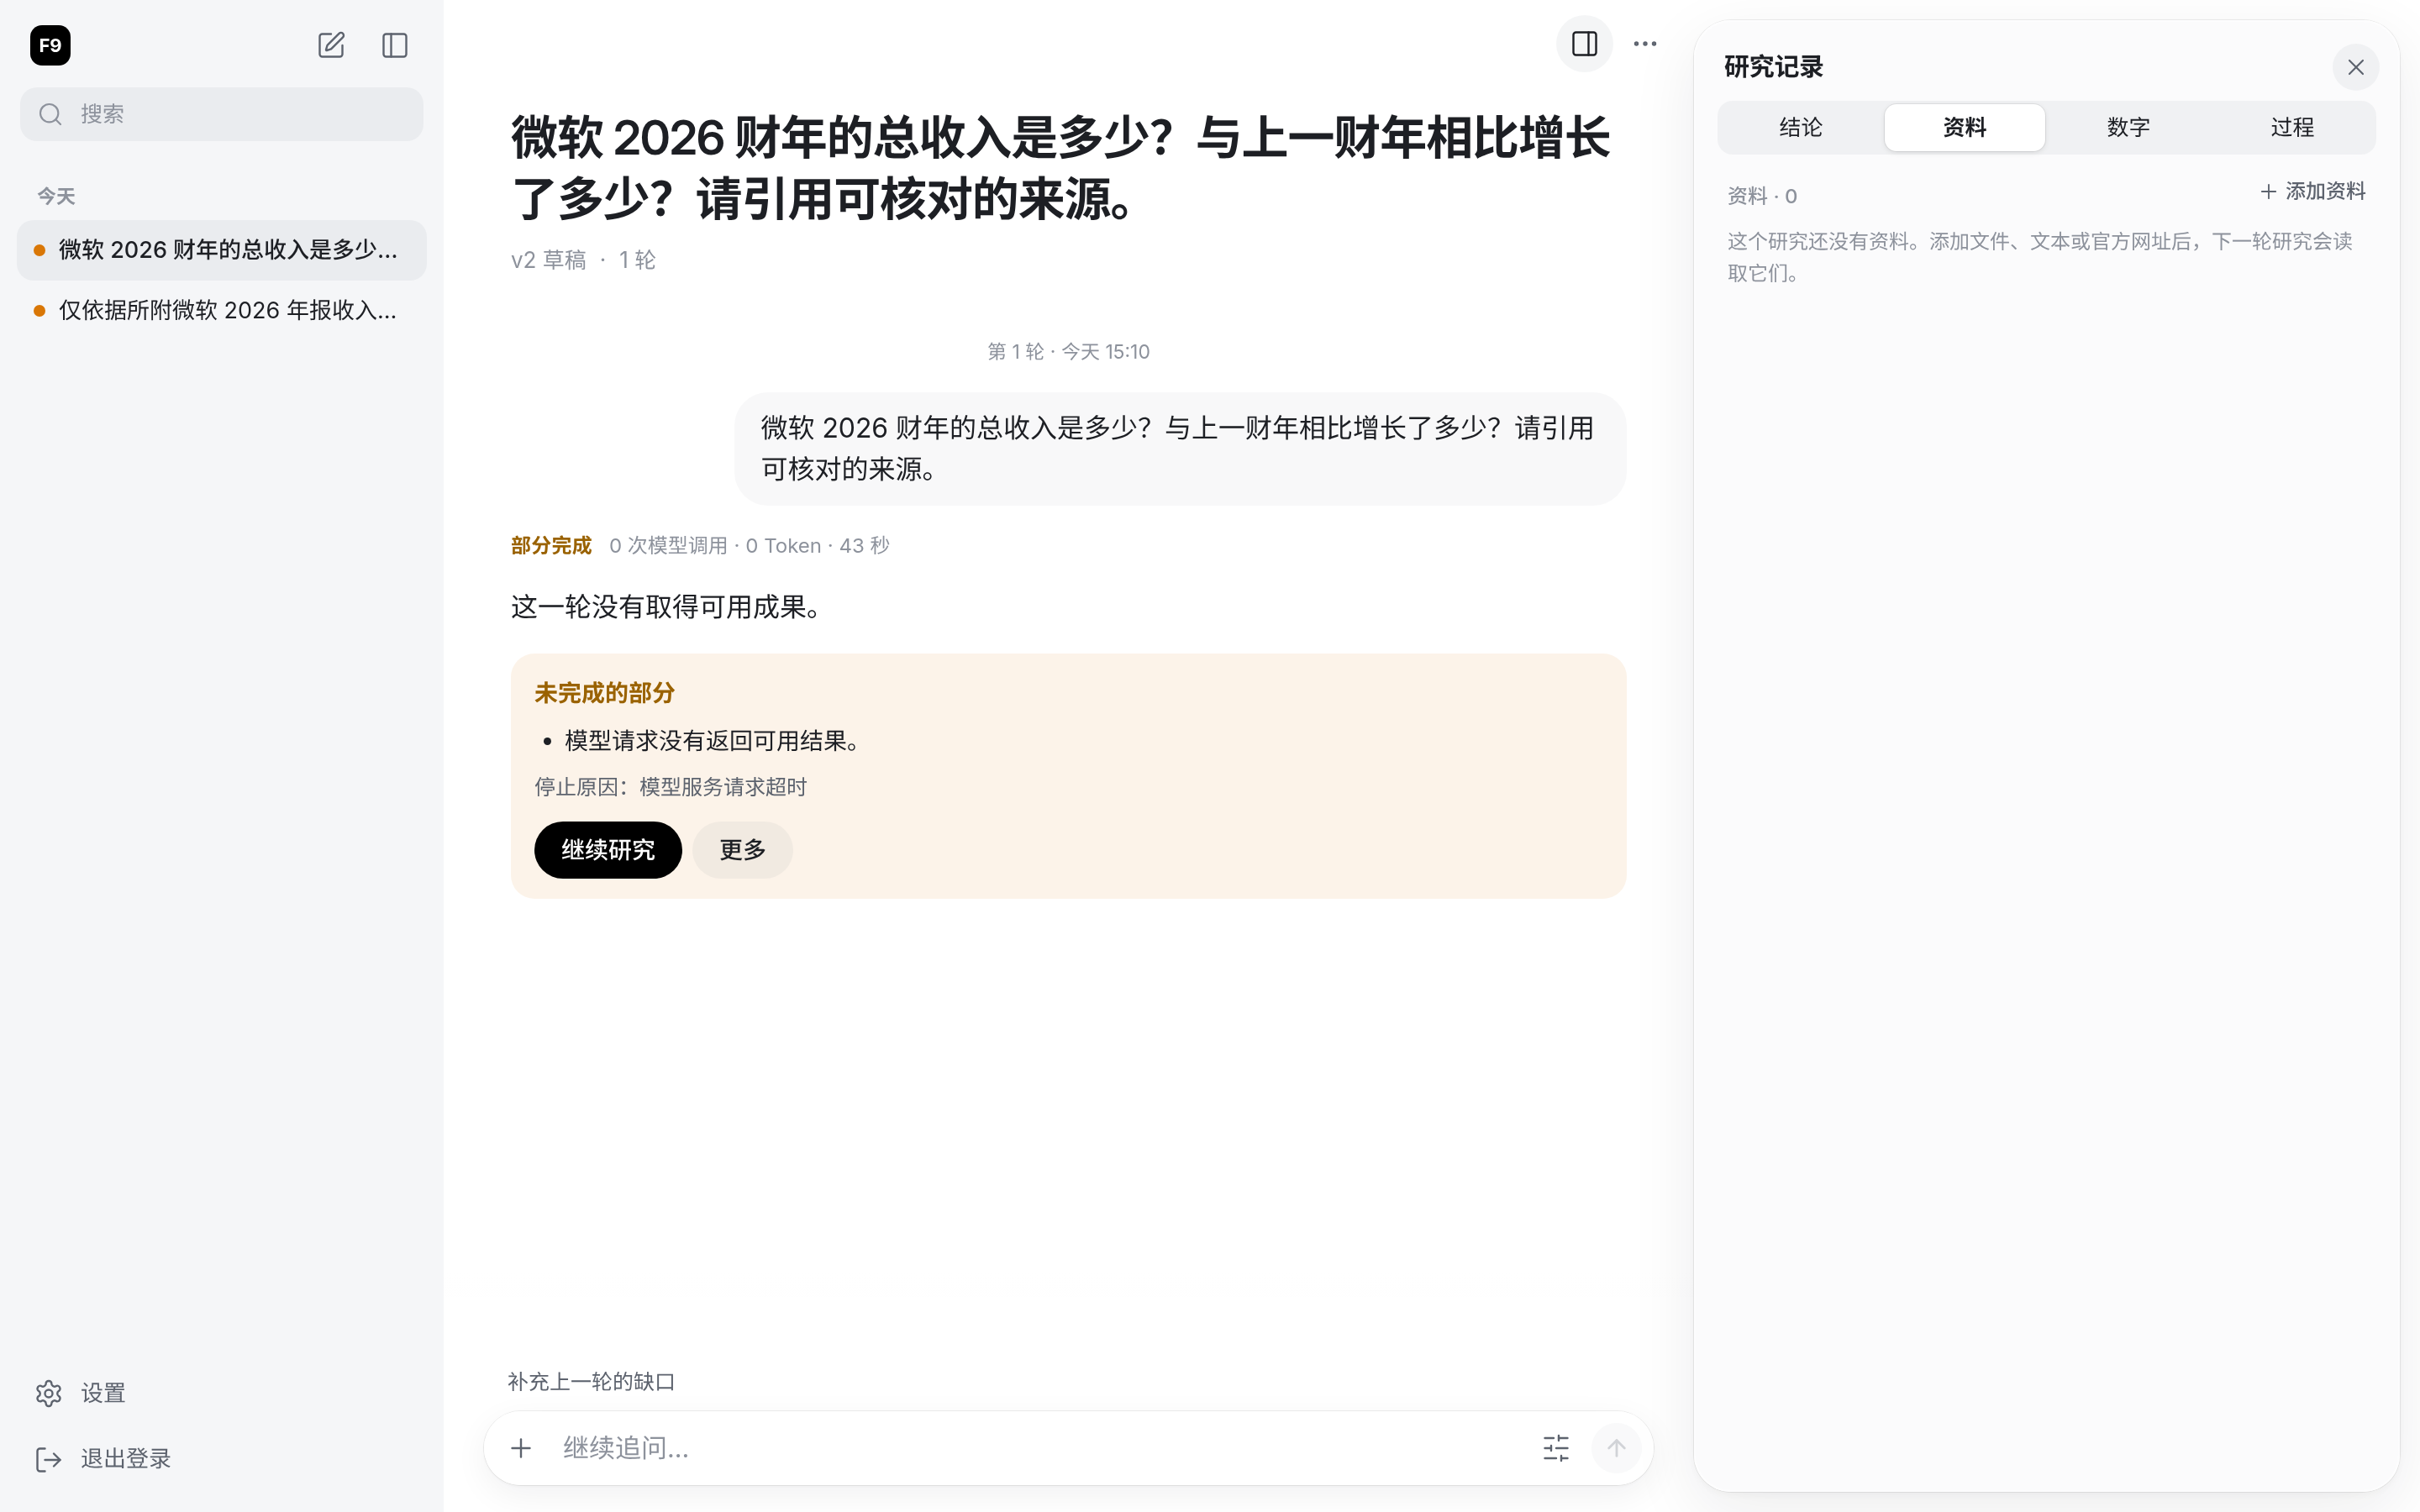 F9
搜索
今天
微软 2026 财年的总收入是多少...
仅依据所附微软 2026 年报收入...
设置
退出登录
微软 2026 财年的总收入是多少？与上一财年相比增长
了多少？请引用可核对的来源。
v2 草稿 · 1 轮
第 1 轮 · 今天 15:10
微软 2026 财年的总收入是多少？与上一财年相比增长了多少？请引用
可核对的来源。
部分完成 0 次模型调用 · 0 Token · 43 秒
这一轮没有取得可用成果。
未完成的部分
• 模型请求没有返回可用结果。
停止原因：模型服务请求超时
继续研究 更多
补充上一轮的缺口
继续追问...
研究记录
结论 资料 数字 过程
资料 · 0 + 添加资料
这个研究还没有资料。添加文件、文本或官方网址后，下一轮研究会读
取它们。